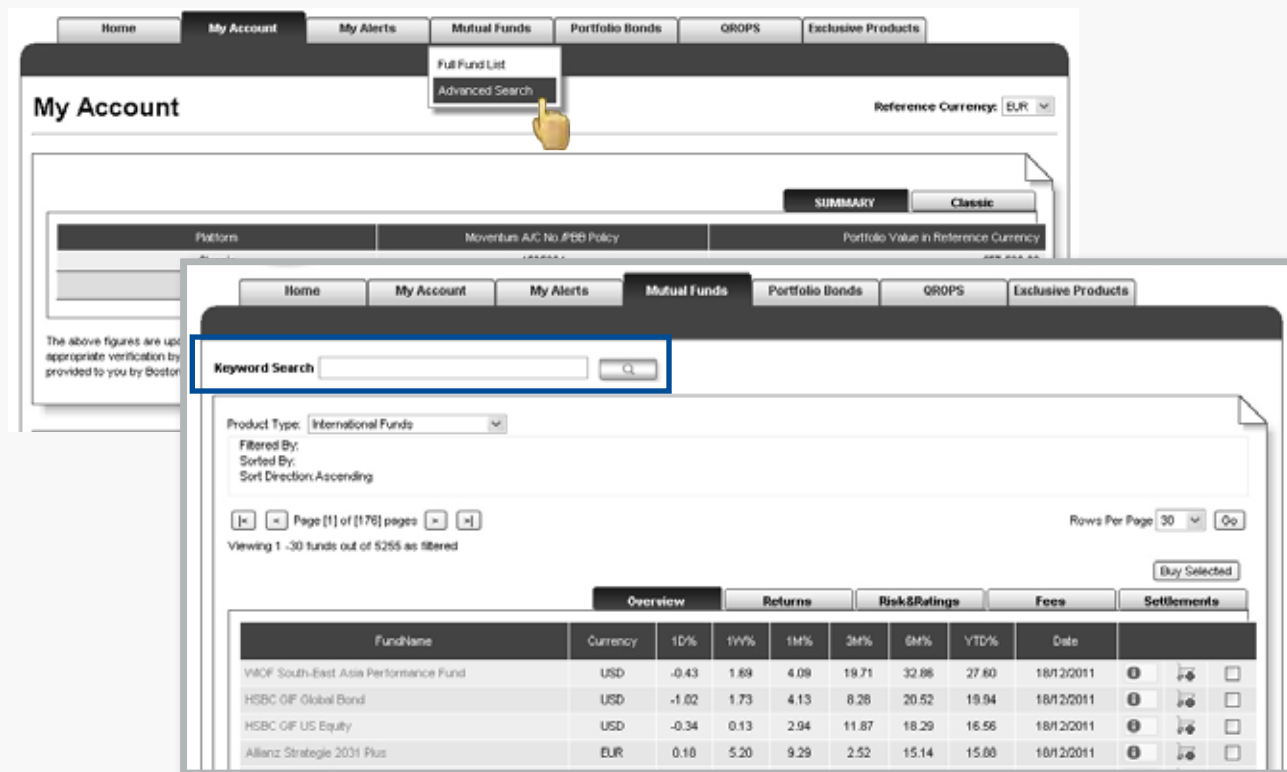 Home My Account My Alerts Mutual Funds Portfolio Bonds QROPS Exclusive Products
Full Fund List
Advanced Search
My Account
Reference Currency: EUR
SUMMARY Classic
Platform Moventum A/C No./PBB Policy Portfolio Value in Reference Currency
The above figures are
appropriate verification by
provided to you by
Home My Account My Alerts Mutual Funds Portfolio Bonds QROPS Exclusive Products
Keyword Search
Product Type: International Funds
Filtered By:
Sorted By:
Sort Direction: Ascending
|< < Page [1] of [176] pages > >|
Rows Per Page 30 Go
Viewing 1 -30 funds out of 5255 as filtered
Buy Selected
Overview Returns Risk&Ratings Fees Settlements
FundName Currency 1D% 1W% 1M% 3M% 6M% YTD% Date
WIOF South-East Asia Performance Fund USD -0.43 1.69 4.09 19.71 32.86 27.60 18/12/2011
HSBC GIF Global Bond USD -1.02 1.73 4.13 8.28 20.52 19.94 18/12/2011
HSBC GIF US Equity USD -0.34 0.13 2.94 11.87 18.29 16.56 18/12/2011
Allianz Strategie 2031 Plus EUR 0.18 5.20 9.29 2.52 15.14 15.88 18/12/2011